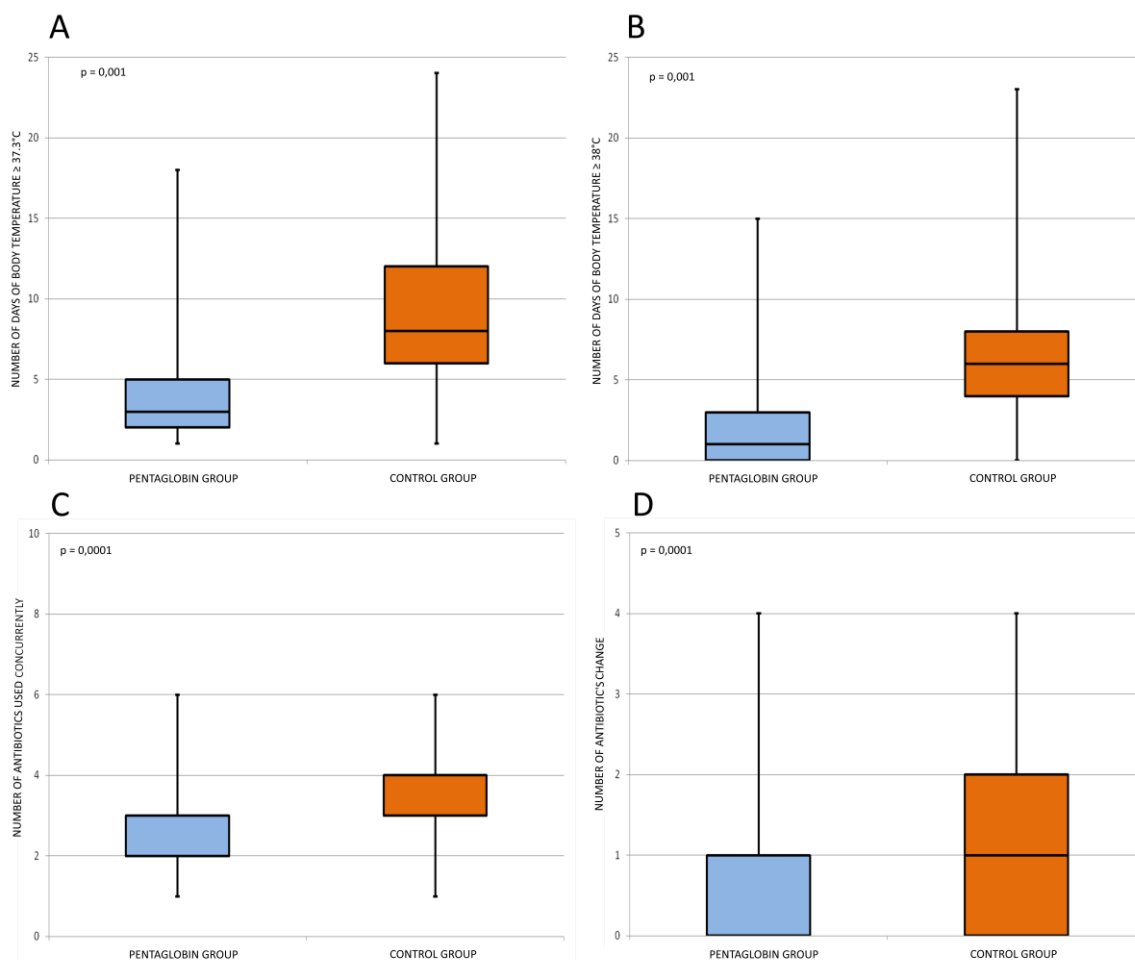 A
p = 0,001
NUMBER OF DAYS OF BODY TEMPERATURE ≥ 37.3°C
25
20
15
10
5
0
PENTAGLOBIN GROUP
CONTROL GROUP
B
p = 0,001
NUMBER OF DAYS OF BODY TEMPERATURE ≥ 38°C
25
20
15
10
5
0
PENTAGLOBIN GROUP
CONTROL GROUP
C
p = 0,0001
NUMBER OF ANTIBIOTICS USED CONCURRENTLY
10
8
6
4
2
0
PENTAGLOBIN GROUP
CONTROL GROUP
D
p = 0,0001
NUMBER OF ANTIBIOTIC'S CHANGE
5
4
3
2
1
0
PENTAGLOBIN GROUP
CONTROL GROUP